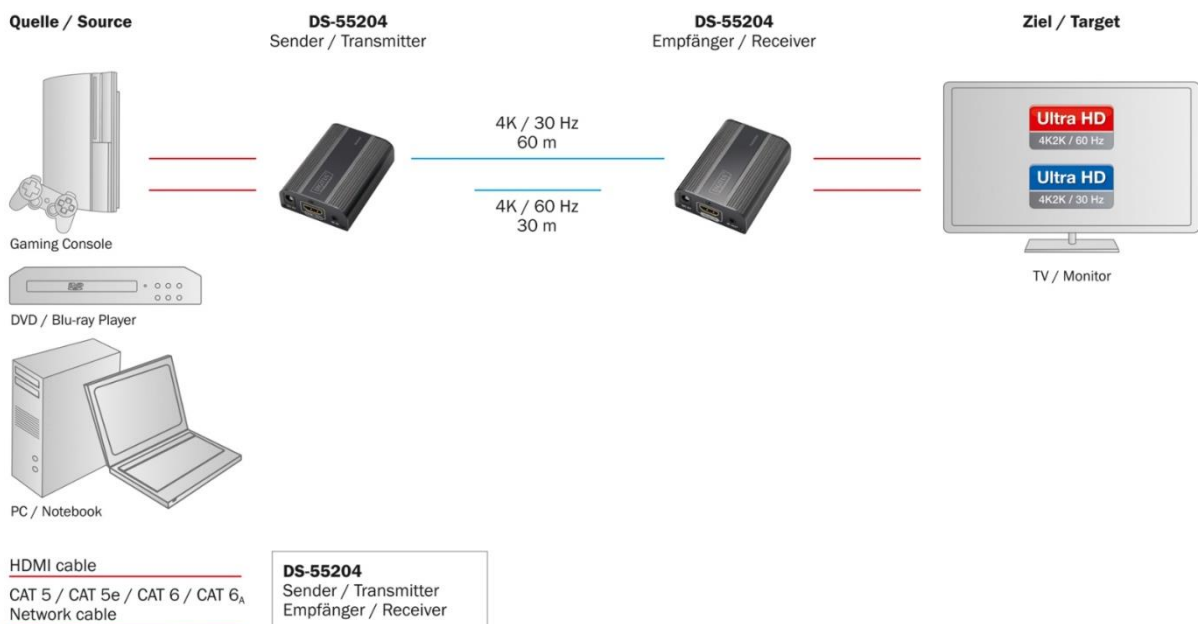 Quelle / Source
DS-55204
Sender / Transmitter
DS-55204
Empfänger / Receiver
Ziel / Target
4K / 30 Hz
60 m
4K / 60 Hz
30 m
Ultra HD
4K2K / 60 Hz
Ultra HD
4K2K / 30 Hz
Gaming Console
TV / Monitor
DVD / Blu-ray Player
PC / Notebook
HDMI cable
CAT 5 / CAT 5e / CAT 6 / CAT 6A
Network cable
DS-55204
Sender / Transmitter
Empfänger / Receiver